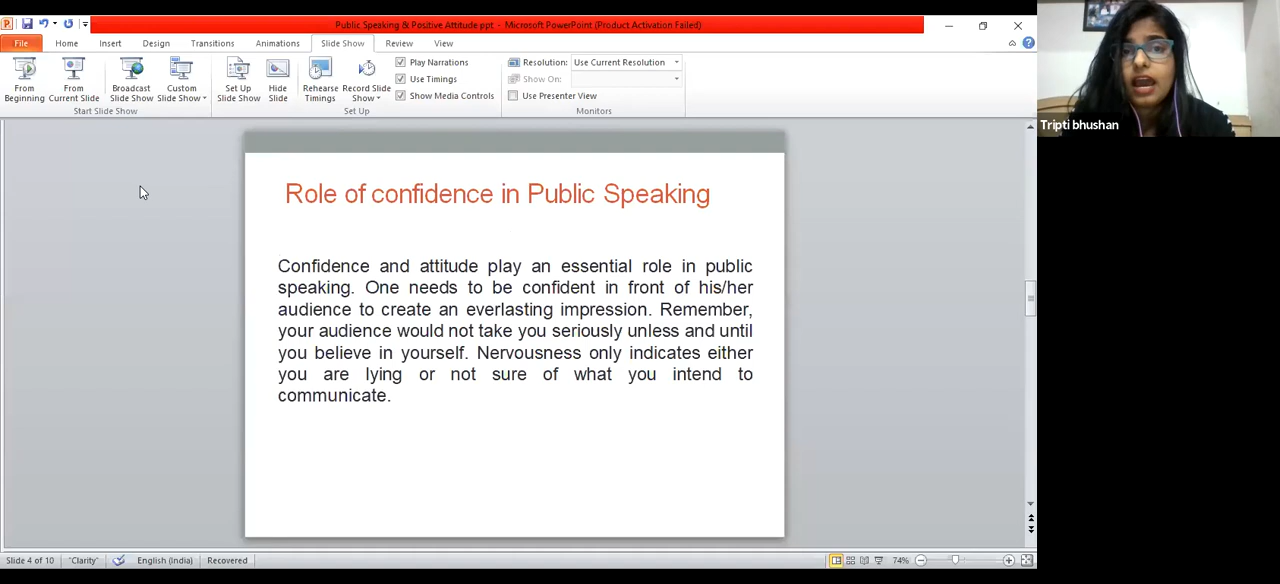 Public Speaking & Positive Attitude ppt - Microsoft PowerPoint (Product Activation Failed)
File Home Insert Design Transitions Animations Slide Show Review View
From Beginning
From Current Slide
Broadcast Slide Show
Custom Slide Show
Start Slide Show
Set Up Slide Show
Hide Slide
Rehearse Timings
Record Slide Show
Play Narrations
Use Timings
Show Media Controls
Set Up
Resolution: Use Current Resolution
Show On:
Use Presenter View
Monitors
Tripti bhushan
Role of confidence in Public Speaking
Confidence and attitude play an essential role in public
speaking. One needs to be confident in front of his/her
audience to create an everlasting impression. Remember,
your audience would not take you seriously unless and until
you believe in yourself. Nervousness only indicates either
you are lying or not sure of what you intend to
communicate.
Slide 4 of 10 "Clarity" English (India) Recovered 74%